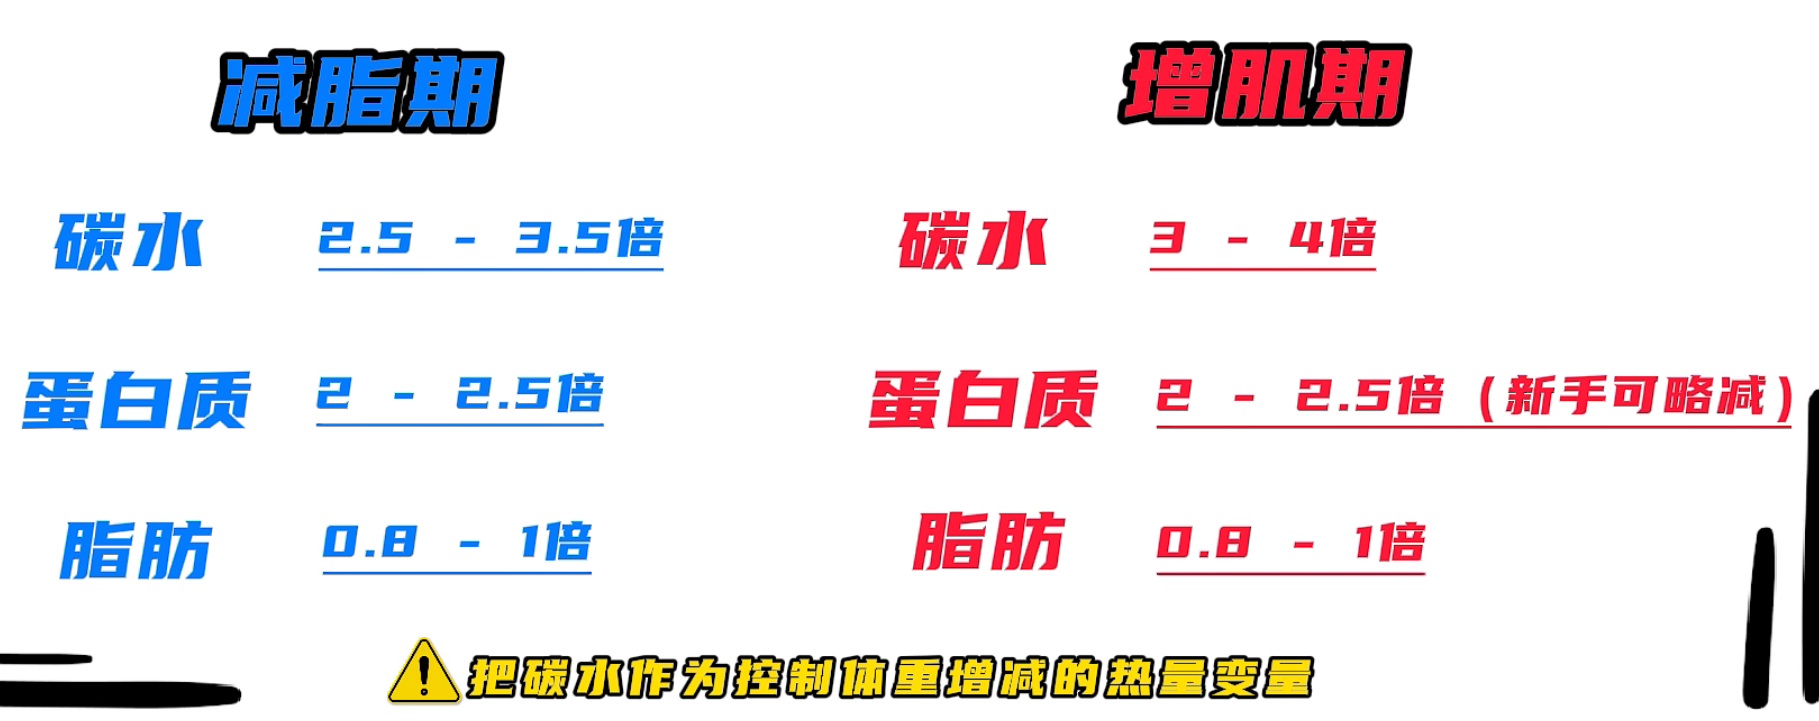 减脂期
碳水 2.5 - 3.5倍
蛋白质 2 - 2.5倍
脂肪 0.8 - 1倍
增肌期
碳水 3 - 4倍
蛋白质 2 - 2.5倍（新手可略减）
脂肪 0.8 - 1倍
把碳水作为控制体重增减的热量变量